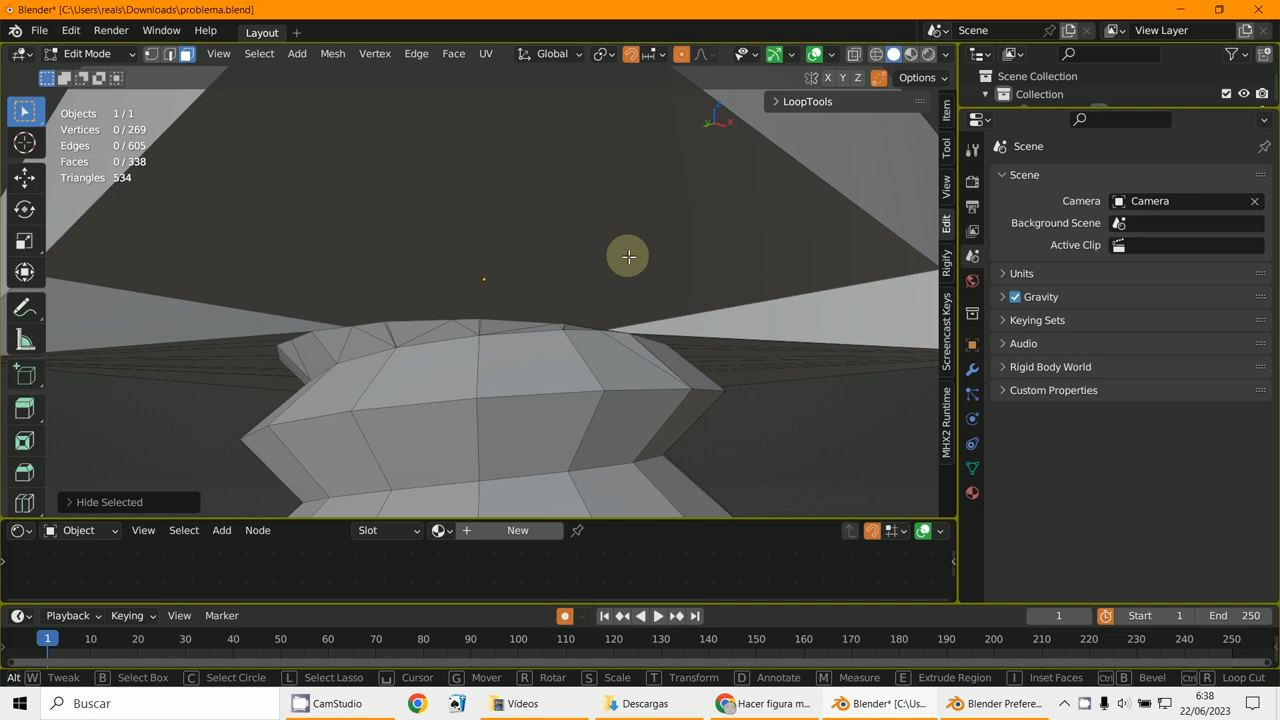 Blender* [C:\Users\reals\Downloads\problema.blend]
File Edit Render Window Help Layout + Scene View Layer
Edit Mode View Select Add Mesh Vertex Edge Face UV Global
X Y Z Options
Scene Collection
Collection
Objects 1 / 1
Vertices 0 / 269
Edges 0 / 605
Faces 0 / 338
Triangles 534
LoopTools
Item
Tool
View
Edit
Rigify
Screencast Keys
MHX2 Runtime
Scene
Scene
Camera Camera
Background Scene
Active Clip
Units
Gravity
Keying Sets
Audio
Rigid Body World
Custom Properties
Hide Selected
Object View Select Add Node Slot + New
Playback Keying View Marker 1 Start 1 End 250
1 10 20 30 40 50 60 70 80 90 100 110 120 130 140 150 160 170 180 190 200 210 220 230 240 250
Alt W Tweak B Select Box C Select Circle L Select Lasso Cursor G Mover R Rotar S Scale T Transform D Annotate M Measure E Extrude Region I Inset Faces Ctrl B Bevel Ctrl R Loop Cut
Buscar CamStudio Vídeos Descargas Hacer figura m... Blender* [C:\Us... Blender Prefere... 6:38
22/06/2023